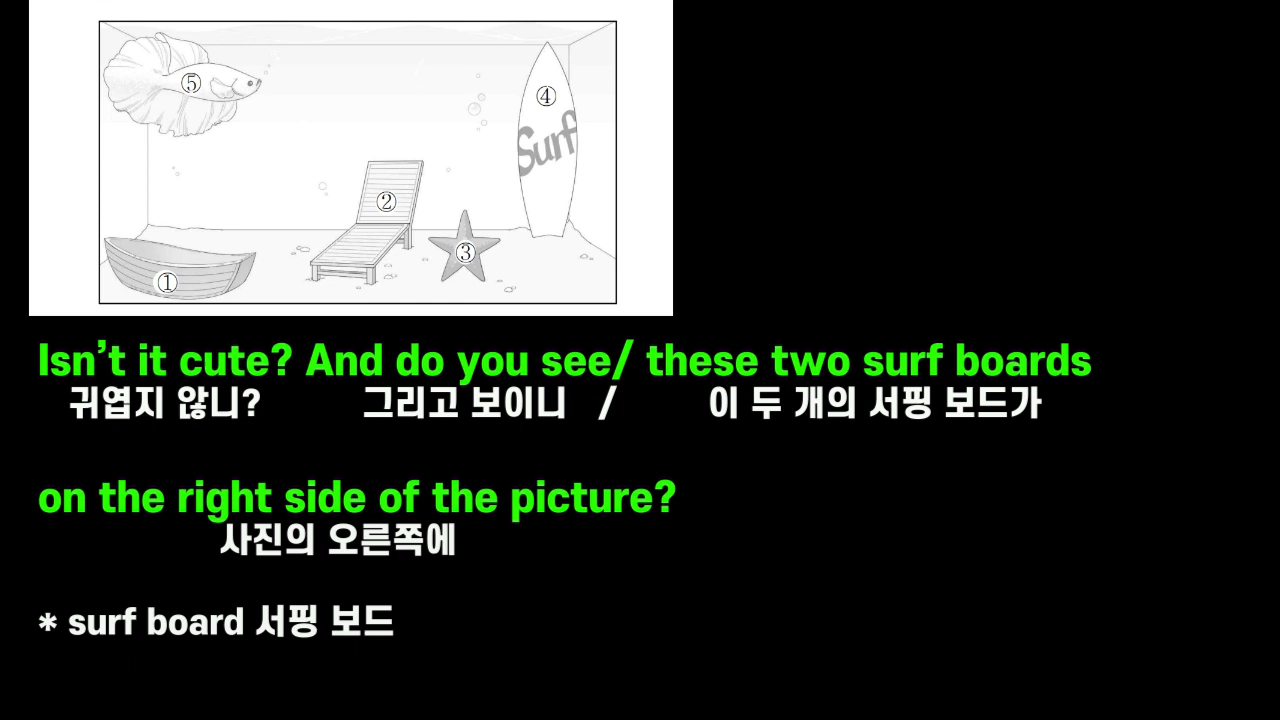 ⑤
④
Surf
②
③
①
Isn't it cute? And do you see/ these two surf boards
귀엽지 않니? 그리고 보이니 / 이 두 개의 서핑 보드가
on the right side of the picture?
사진의 오른쪽에
* surf board 서핑 보드